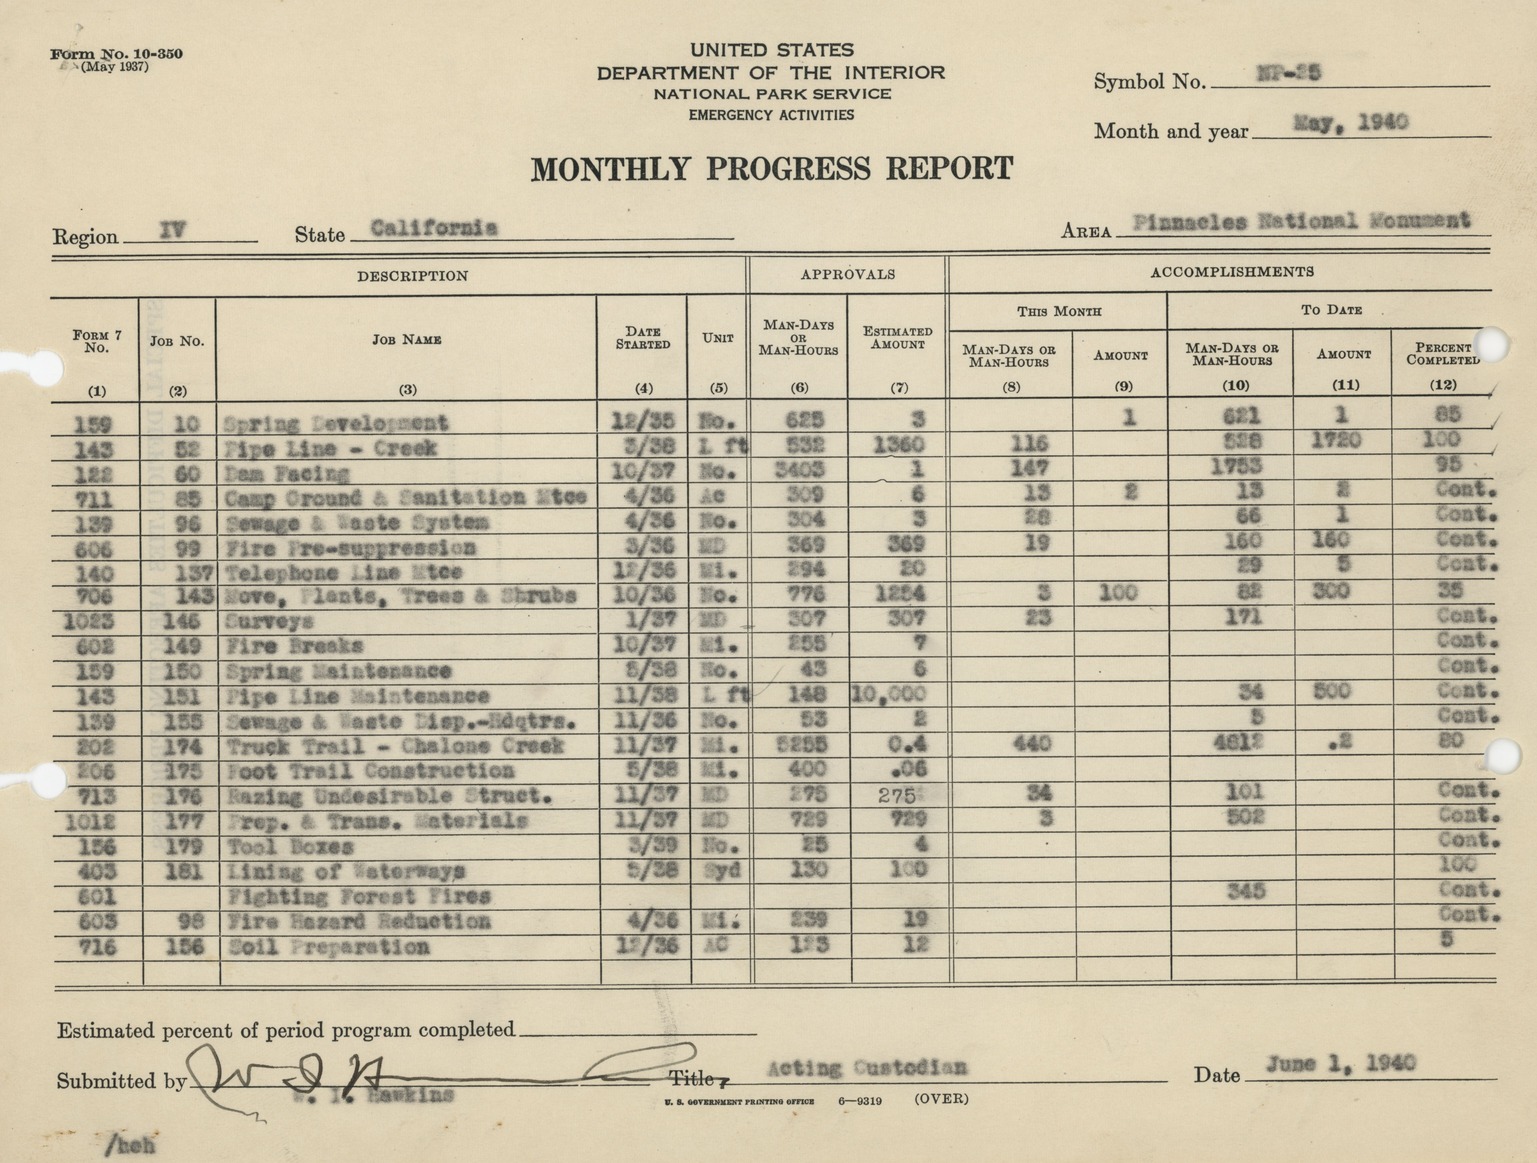 Form No. 10-350
(May 1937)
UNITED STATES
DEPARTMENT OF THE INTERIOR
NATIONAL PARK SERVICE
EMERGENCY ACTIVITIES
Symbol No. NP-25
Month and year May, 1940
MONTHLY PROGRESS REPORT
Region IV State California AREA Pinnacles National Monument
DESCRIPTION APPROVALS ACCOMPLISHMENTS
THIS MONTH TO DATE
FORM 7 No. JOB No. JOB NAME DATE STARTED UNIT MAN-DAYS OR MAN-HOURS ESTIMATED AMOUNT MAN-DAYS OR MAN-HOURS AMOUNT MAN-DAYS OR MAN-HOURS AMOUNT PERCENT COMPLETED
(1) (2) (3) (4) (5) (6) (7) (8) (9) (10) (11) (12)
159 10 Spring Development 12/35 No. 625 3 1 621 1 85
143 52 Pipe Line - Creek 3/38 L ft 532 1360 116 528 1720 100
122 60 Dam Facing 10/37 No. 3403 1 147 1753 95
711 85 Camp Ground & Sanitation Mtce 4/36 Ac 309 6 13 2 13 2 Cont.
139 96 Sewage & Waste System 4/36 No. 304 3 28 66 1 Cont.
606 99 Fire Pre-suppression 3/36 MD 369 369 19 160 160 Cont.
140 137 Telephone Line Mtce 12/36 Mi. 294 20 29 5 Cont.
706 143 Move, Plants, Trees & Shrubs 10/36 No. 776 1254 3 100 82 300 35
1023 146 Surveys 1/37 MD 307 307 23 171 Cont.
602 149 Fire Breaks 10/37 Mi. 255 7 Cont.
159 150 Spring Maintenance 5/38 No. 43 6 Cont.
143 151 Pipe Line Maintenance 11/38 L ft 148 10,000 34 500 Cont.
139 155 Sewage & Waste Disp.-Hdqtrs. 11/36 No. 53 2 5 Cont.
202 174 Truck Trail - Chalone Creek 11/37 Mi. 5255 0.4 440 4612 .2 80
206 175 Foot Trail Construction 5/38 Mi. 400 .06
713 176 Razing Undesirable Struct. 11/37 MD 275 275 34 101 Cont.
1012 177 Prep. & Trans. Materials 11/37 MD 729 729 3 502 Cont.
156 179 Tool Boxes 3/39 No. 25 4 Cont.
403 181 Lining of Waterways 5/38 Syd 130 100 100
601 Fighting Forest Fires 345 Cont.
603 98 Fire Hazard Reduction 4/36 Mi. 239 19 Cont.
716 156 Soil Preparation 12/36 AC 123 12 5
Estimated percent of period program completed
Submitted by W I H Title, Acting Custodian Date June 1, 1940
W. I. Hawkins
U. S. GOVERNMENT PRINTING OFFICE 6-9319 (OVER)
/heh